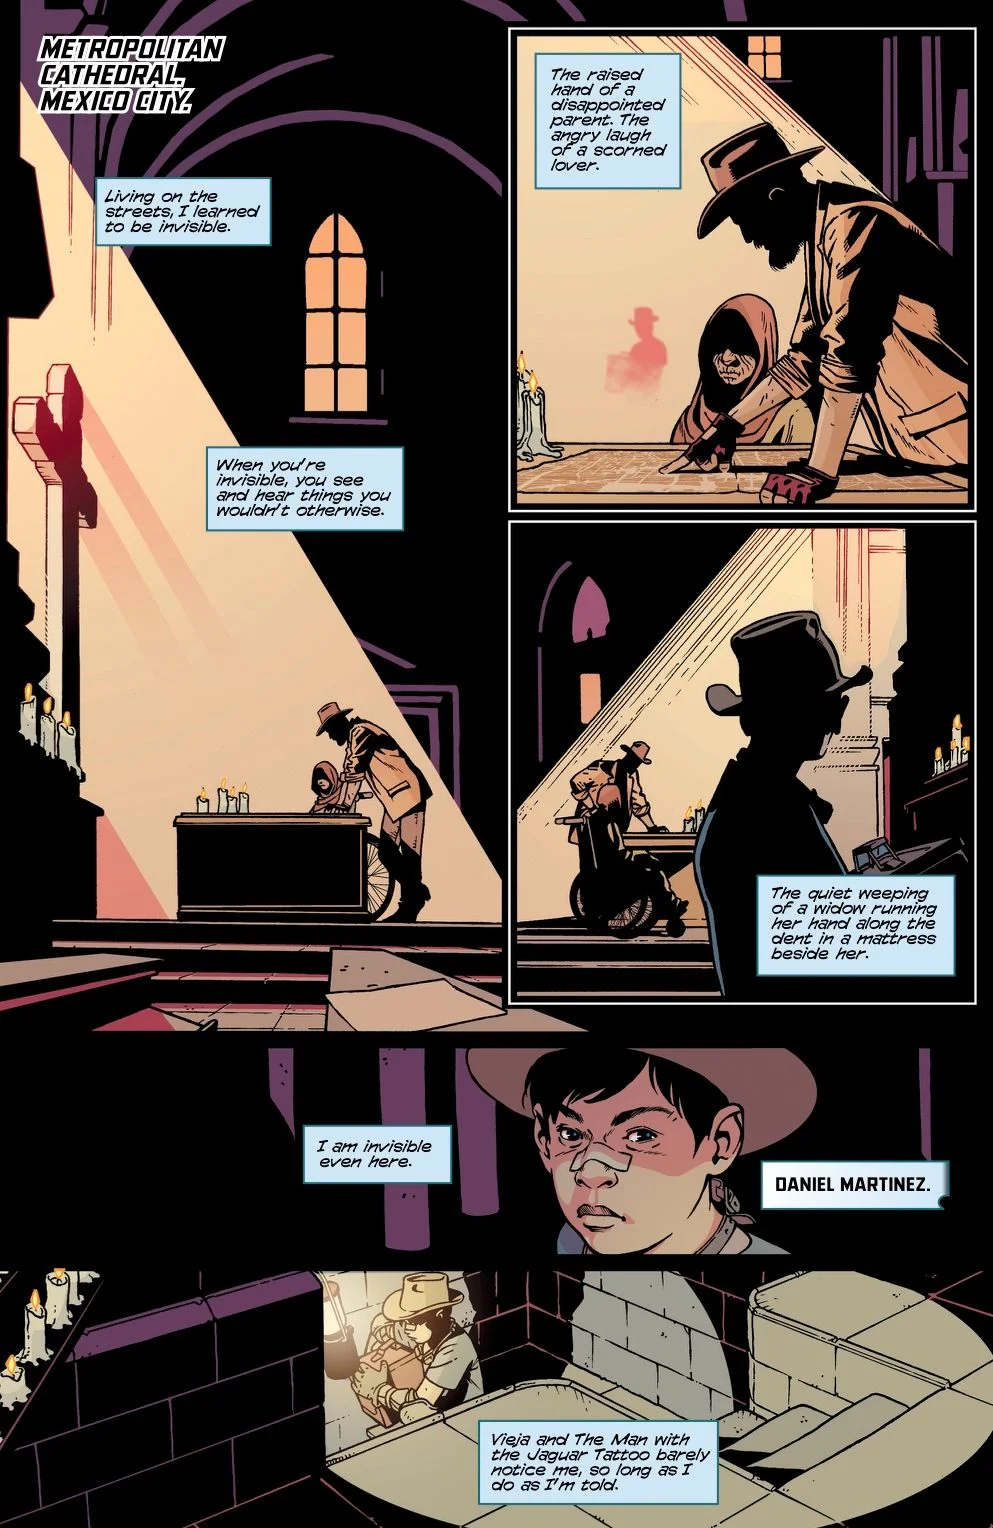 METROPOLITAN
CATHEDRAL.
MEXICO CITY.
Living on the
streets, I learned
to be invisible.
When you're
invisible, you see
and hear things you
wouldn't otherwise.
The raised
hand of a
disappointed
parent. The
angry laugh
of a scorned
lover.
The quiet weeping
of a widow running
her hand along the
dent in a mattress
beside her.
I am invisible
even here.
DANIEL MARTINEZ.
Vieja and The Man with
the Jaguar Tattoo barely
notice me, so long as I
do as I'm told.